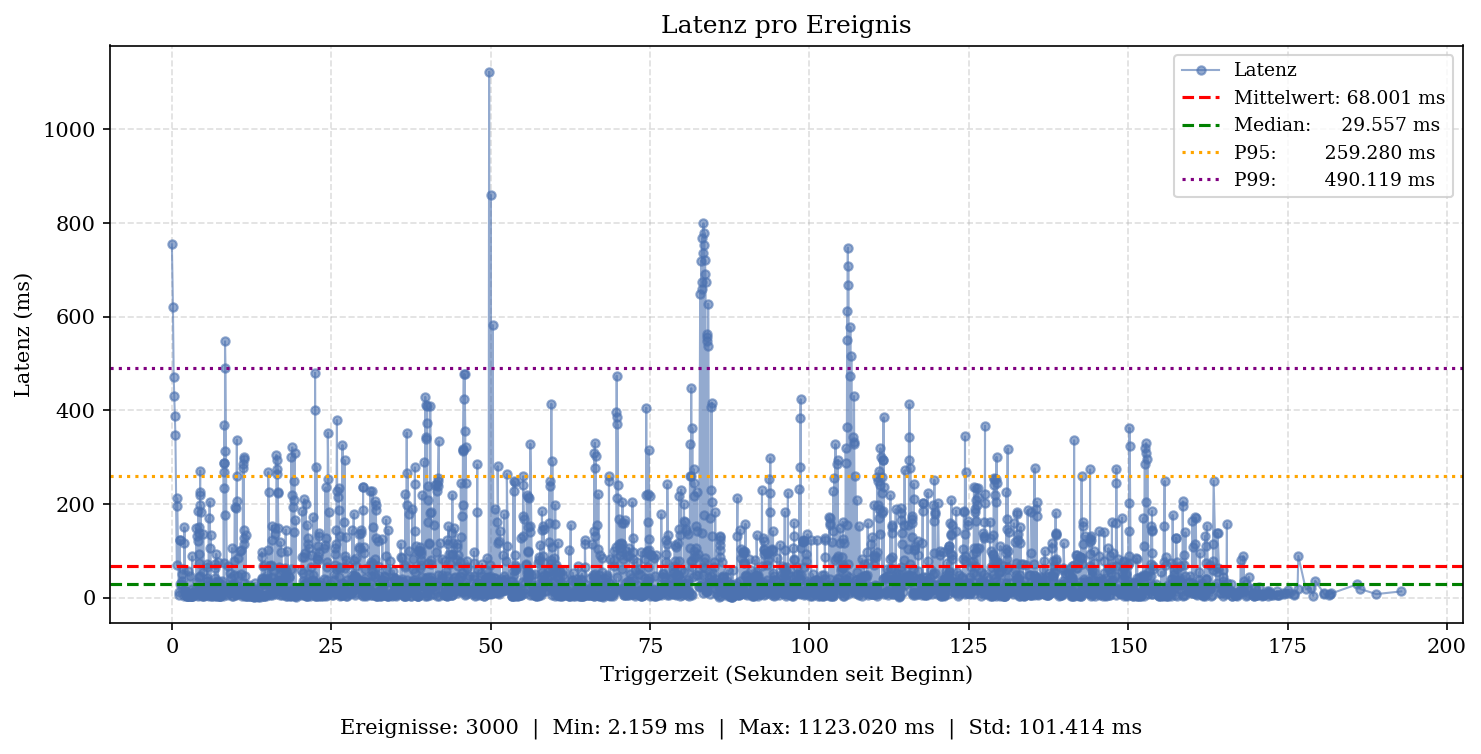 Latenz pro Ereignis
Latenz
Mittelwert: 68.001 ms
Median: 29.557 ms
P95: 259.280 ms
P99: 490.119 ms
Latenz (ms)
1000
800
600
400
200
0
0 25 50 75 100 125 150 175 200
Triggerzeit (Sekunden seit Beginn)
Ereignisse: 3000 | Min: 2.159 ms | Max: 1123.020 ms | Std: 101.414 ms